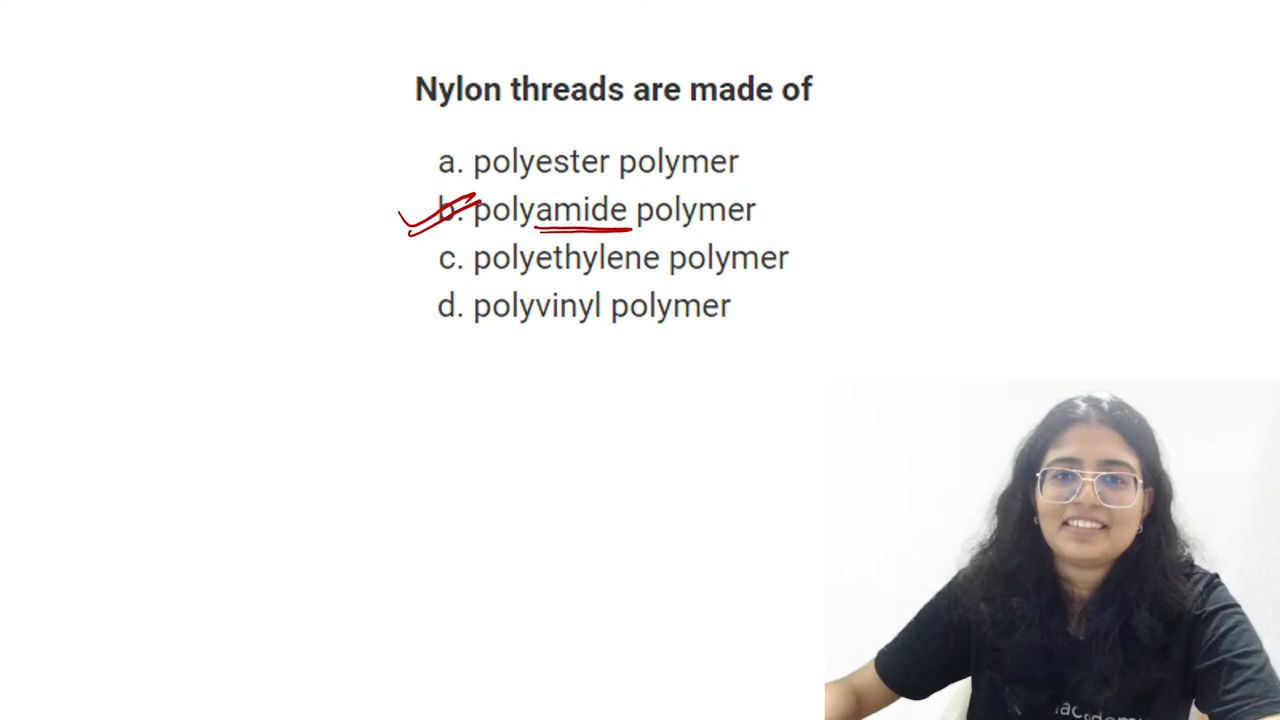 Nylon threads are made of
a. polyester polymer
b. polyamide polymer
c. polyethylene polymer
d. polyvinyl polymer